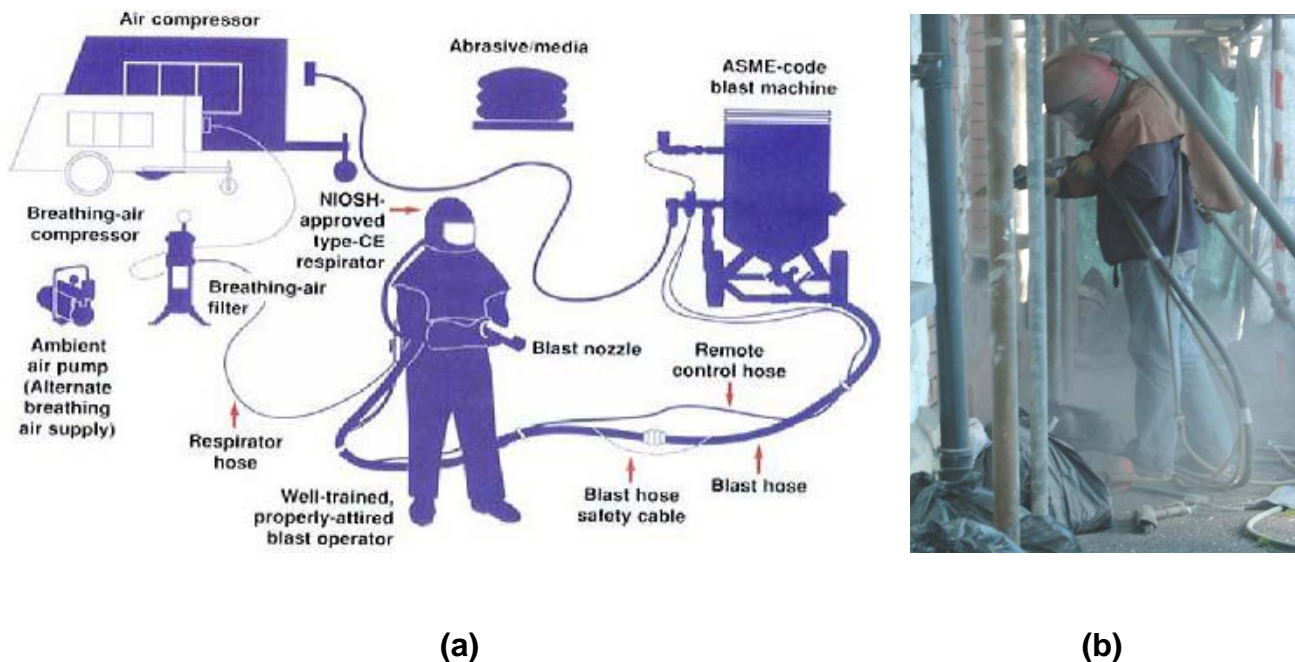 Air compressor
Abrasive/media
ASME-code
blast machine
NIOSH-
approved
type-CE
respirator
Breathing-air
compressor
Breathing-air
filter
Ambient
air pump
(Alternate
breathing
air supply)
Blast nozzle
Remote
control hose
Respirator
hose
Well-trained,
properly-attired
blast operator
Blast hose
safety cable
Blast hose
(a)
(b)